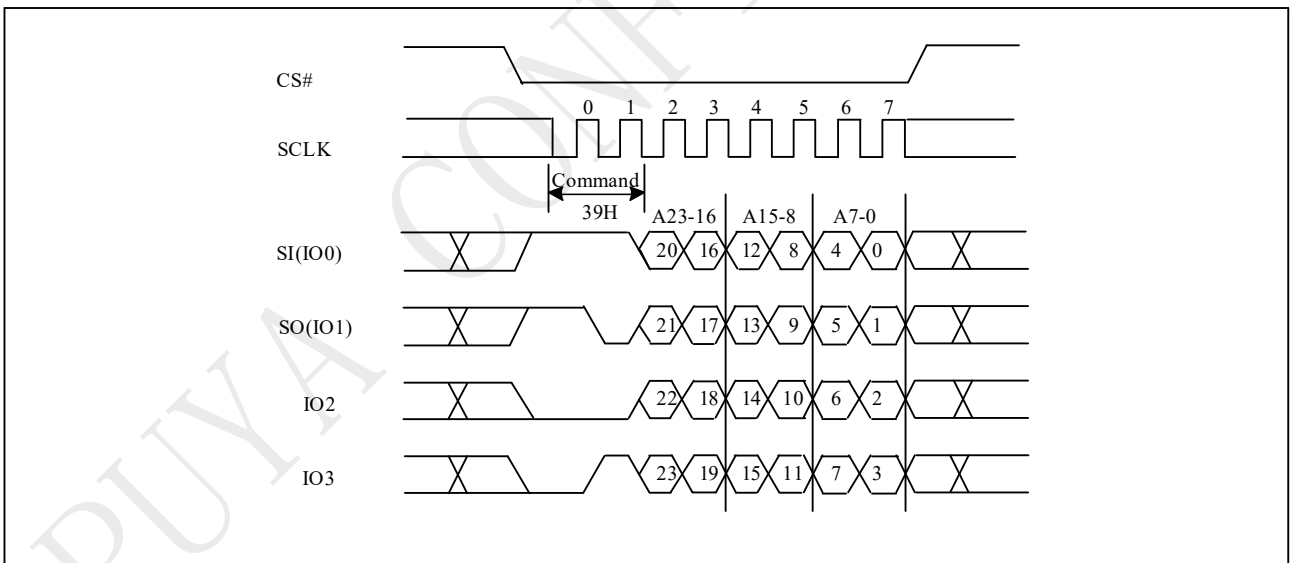 PUYA CONF
CS#
0 1 2 3 4 5 6 7
SCLK
Command
39H
A23-16 A15-8 A7-0
SI(IO0) 20 16 12 8 4 0
SO(IO1) 21 17 13 9 5 1
IO2 22 18 14 10 6 2
IO3 23 19 15 11 7 3